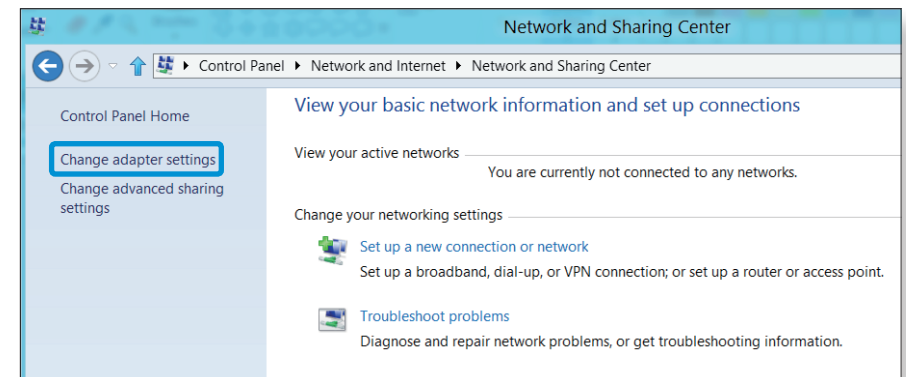 Network and Sharing Center
Control Panel Network and Internet Network and Sharing Center
Control Panel Home
Change adapter settings
Change advanced sharing
settings
View your basic network information and set up connections
View your active networks
You are currently not connected to any networks.
Change your networking settings
Set up a new connection or network
Set up a broadband, dial-up, or VPN connection; or set up a router or access point.
Troubleshoot problems
Diagnose and repair network problems, or get troubleshooting information.